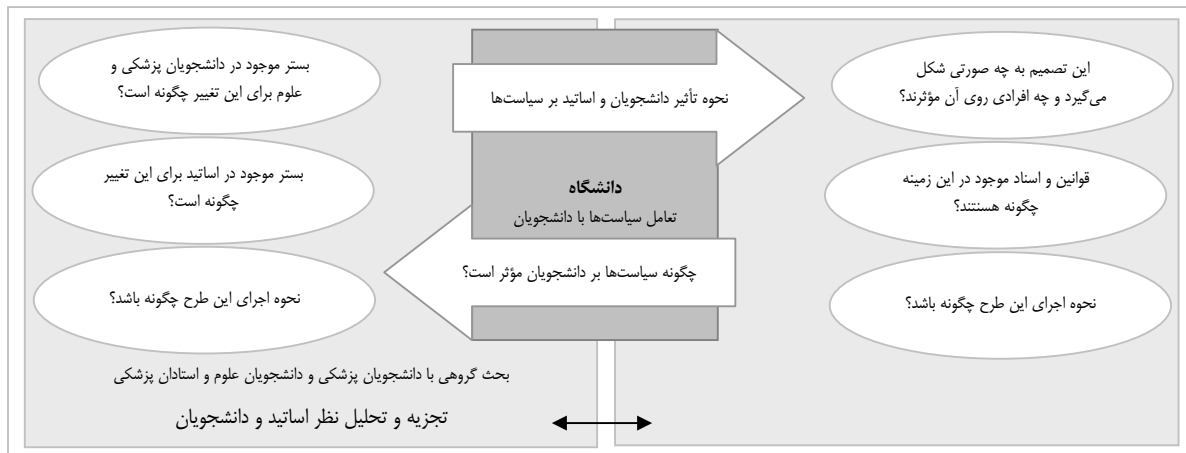 این تصمیم به چه صورتی شکل
می‌گیرد و چه افرادی روی آن مؤثرند؟
قوانین و اسناد موجود در این زمینه
چگونه هستنتد؟
نحوه اجرای این طرح چگونه باشد؟
نحوه تأثیر دانشجویان و اساتید بر سیاست‌ها
دانشگاه
تعامل سیاست‌ها با دانشجویان
چگونه سیاست‌ها بر دانشجویان مؤثر است؟
بستر موجود در دانشجویان پزشکی و
علوم برای این تغییر چگونه است؟
بستر موجود در اساتید برای این تغییر
چگونه است؟
نحوه اجرای این طرح چگونه باشد؟
بحث گروهی با دانشجویان پزشکی و دانشجویان علوم و استادان پزشکی
تجزیه و تحلیل نظر اساتید و دانشجویان